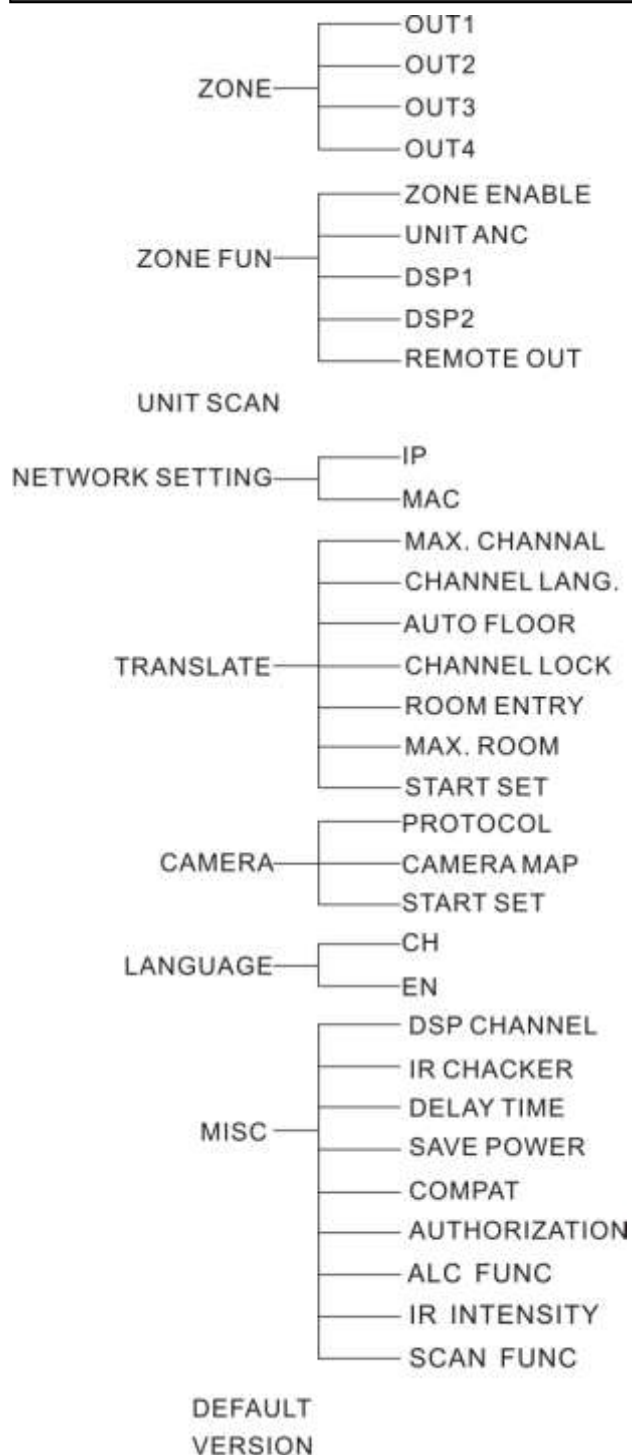 ZONE
OUT1
OUT2
OUT3
OUT4
ZONE FUN
ZONE ENABLE
UNIT ANC
DSP1
DSP2
REMOTE OUT
UNIT SCAN
NETWORK SETTING
IP
MAC
TRANSLATE
MAX. CHANNAL
CHANNEL LANG.
AUTO FLOOR
CHANNEL LOCK
ROOM ENTRY
MAX. ROOM
START SET
CAMERA
PROTOCOL
CAMERA MAP
START SET
LANGUAGE
CH
EN
MISC
DSP CHANNEL
IR CHACKER
DELAY TIME
SAVE POWER
COMPAT
AUTHORIZATION
ALC FUNC
IR INTENSITY
SCAN FUNC
DEFAULT
VERSION